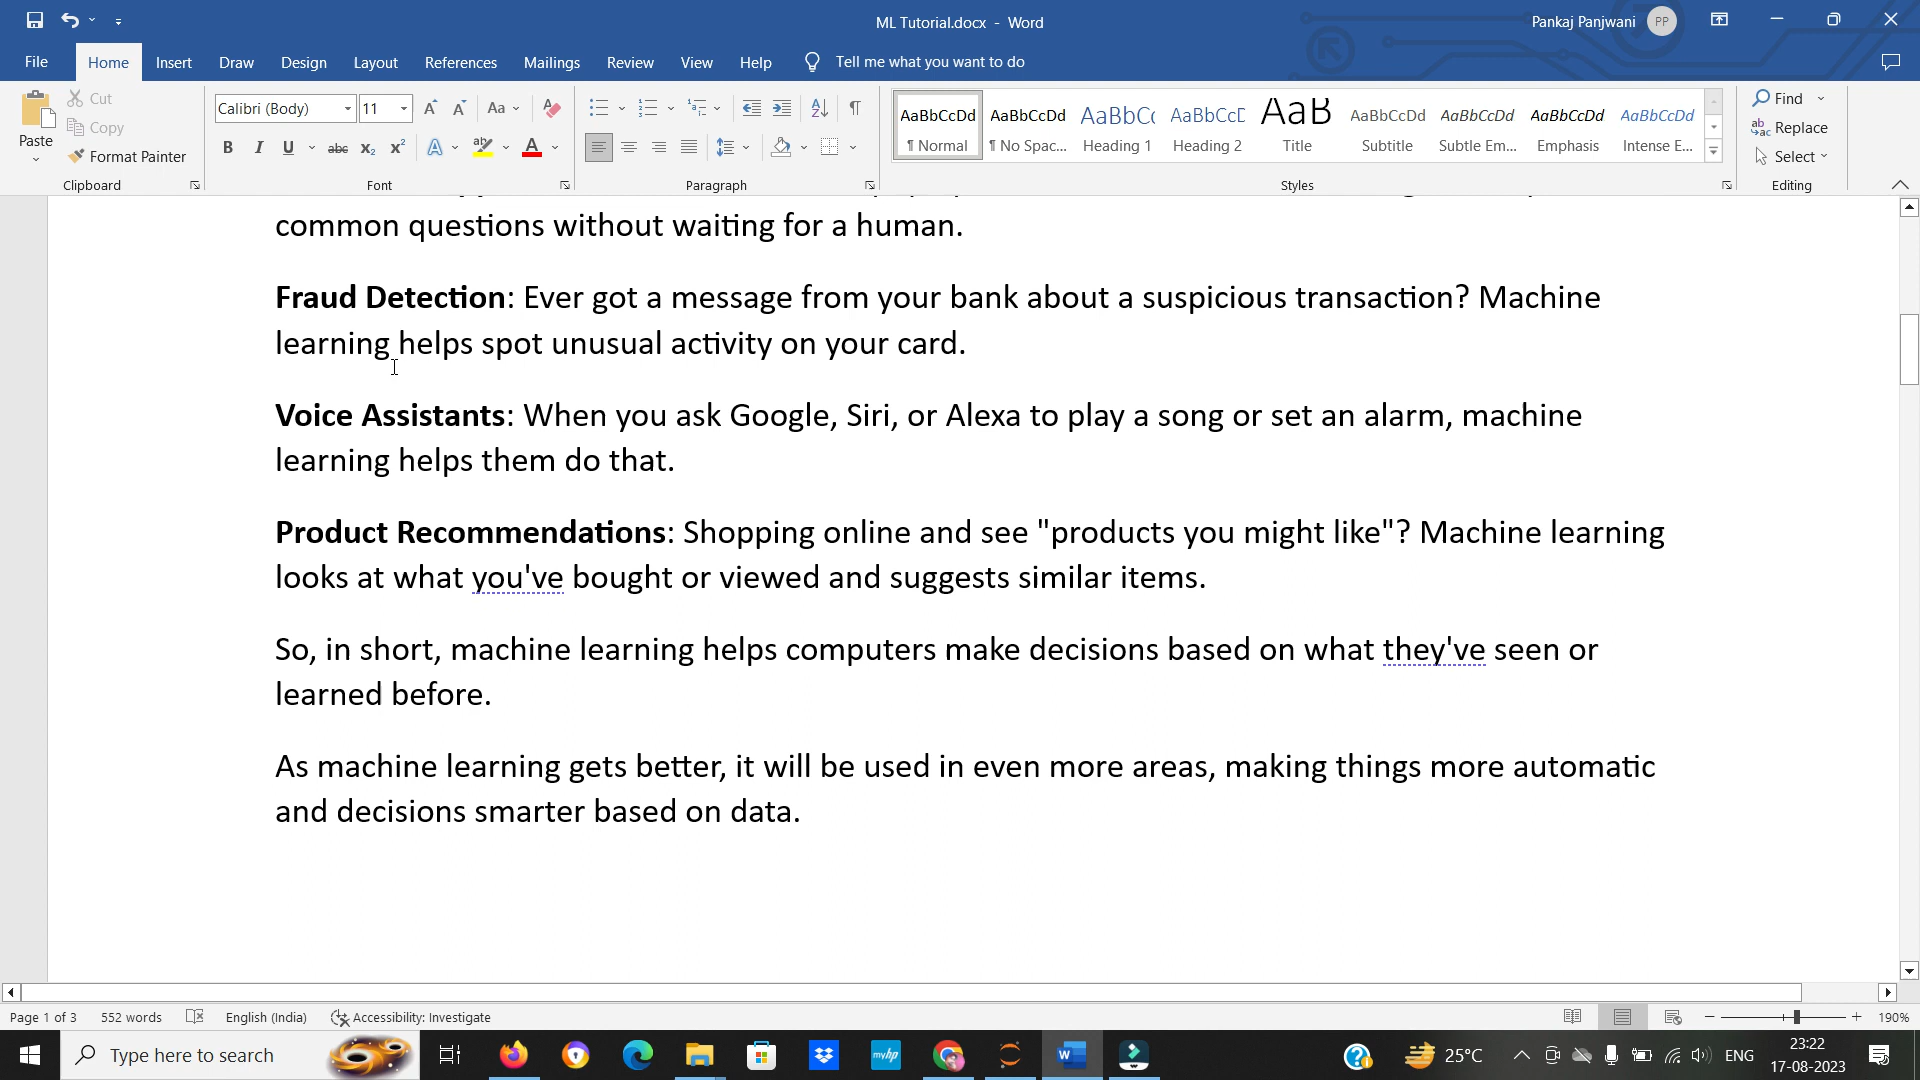 ML Tutorial.docx - Word
Pankaj Panjwani PP
File Home Insert Draw Design Layout References Mailings Review View Help Tell me what you want to do
Paste
Cut
Copy
Format Painter
Clipboard
Calibri (Body) 11
Font
Paragraph
AaBbCcDd AaBbCcDd AaBbC AaBbCcD AaB AaBbCcDd AaBbCcDd AaBbCcDd AaBbCcDd
¶ Normal ¶ No Spac... Heading 1 Heading 2 Title Subtitle Subtle Em... Emphasis Intense E...
Styles
Find
Replace
Select
Editing
common questions without waiting for a human.
Fraud Detection: Ever got a message from your bank about a suspicious transaction? Machine
learning helps spot unusual activity on your card.
Voice Assistants: When you ask Google, Siri, or Alexa to play a song or set an alarm, machine
learning helps them do that.
Product Recommendations: Shopping online and see "products you might like"? Machine learning
looks at what you've bought or viewed and suggests similar items.
So, in short, machine learning helps computers make decisions based on what they've seen or
learned before.
As machine learning gets better, it will be used in even more areas, making things more automatic
and decisions smarter based on data.
Page 1 of 3 552 words English (India) Accessibility: Investigate 190%
Type here to search
myhp
25°C ENG
23:22
17-08-2023